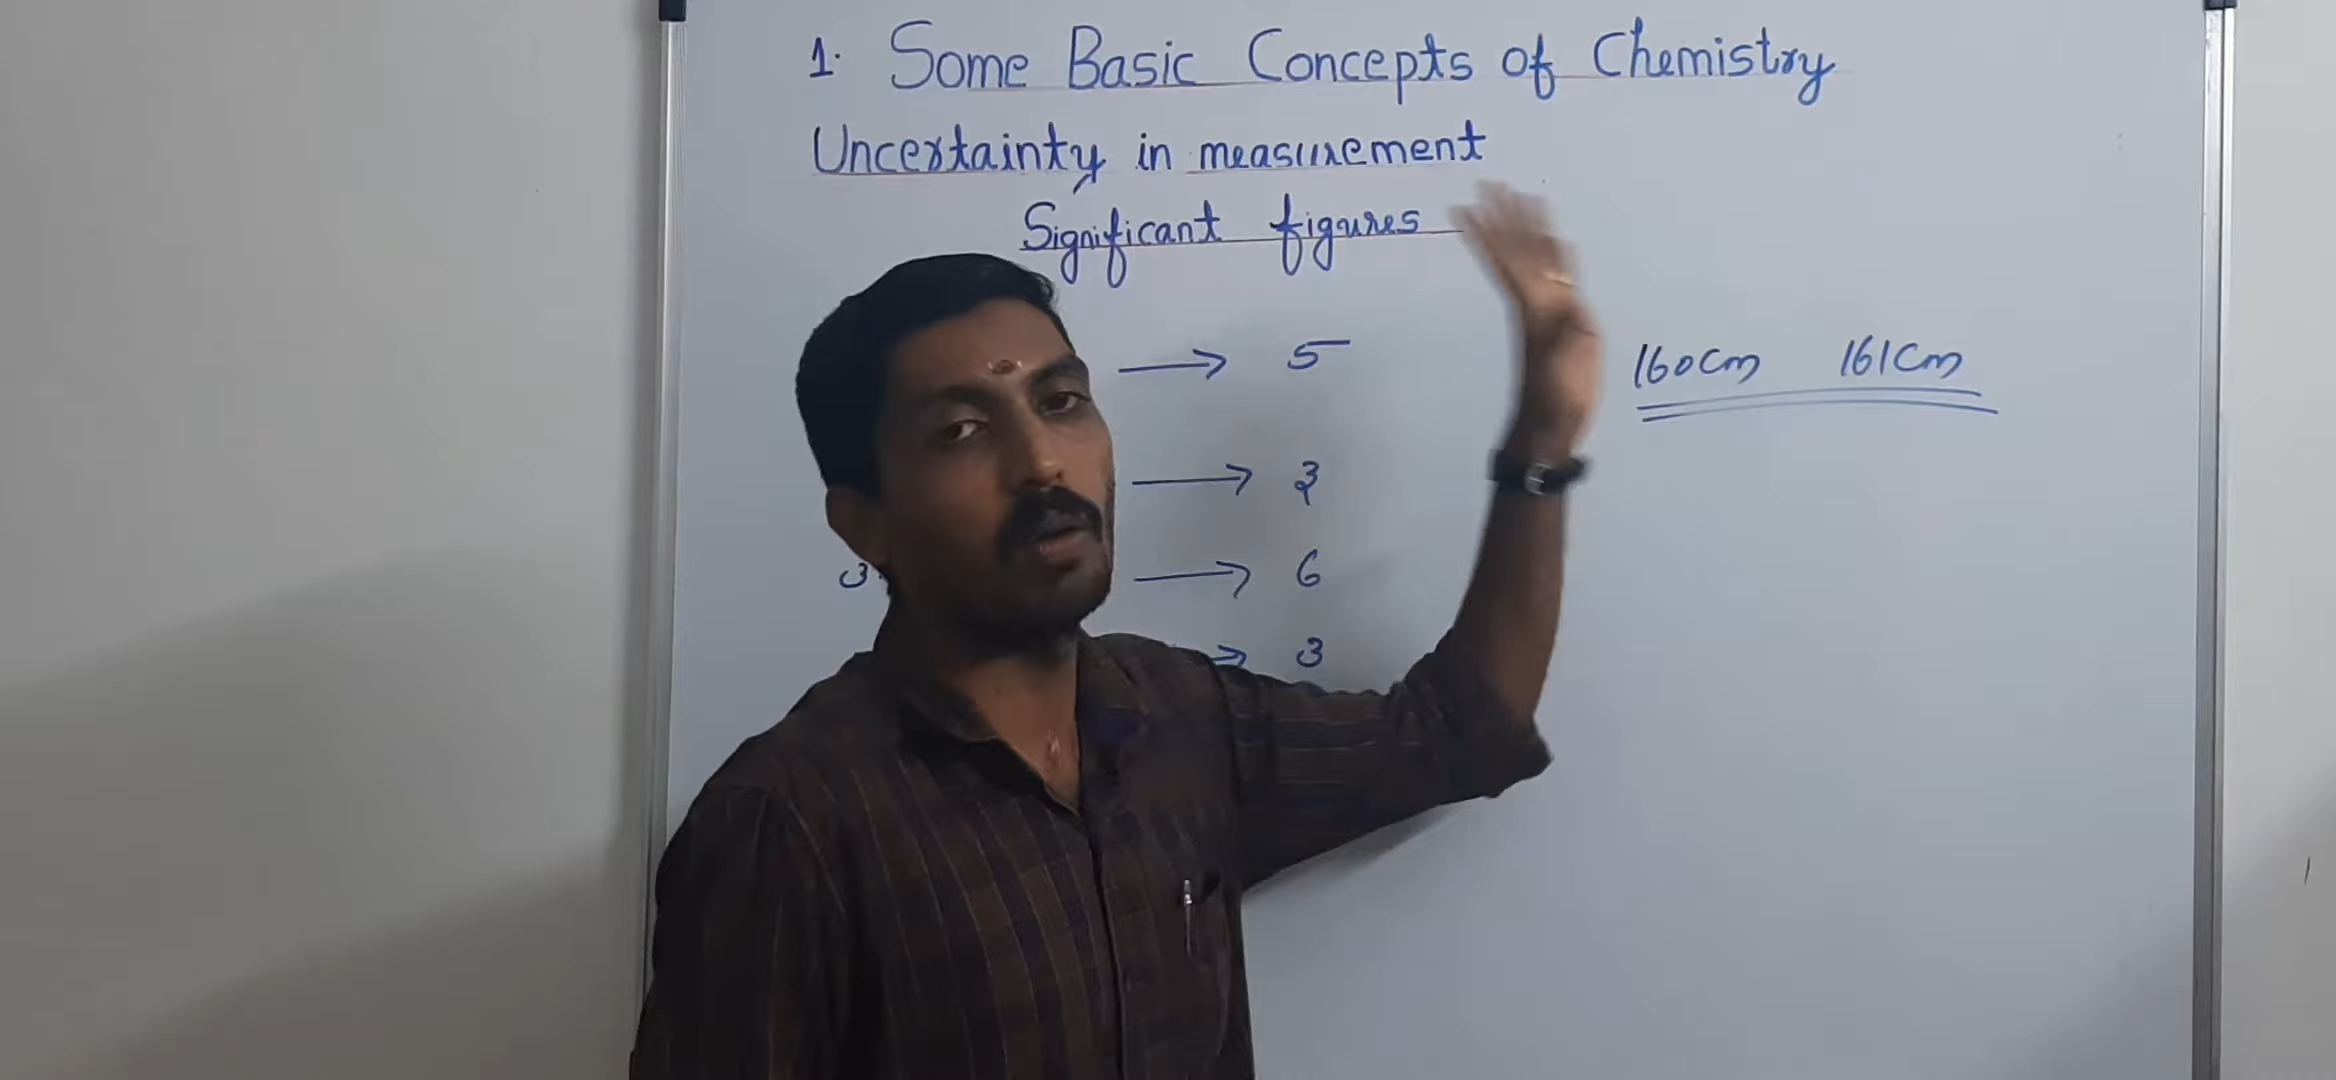 1. Some Basic Concepts of Chemistry
Uncertainty in measurement
Significant figures
→ 5
160cm 161cm
→ 3
→ 6
→ 3